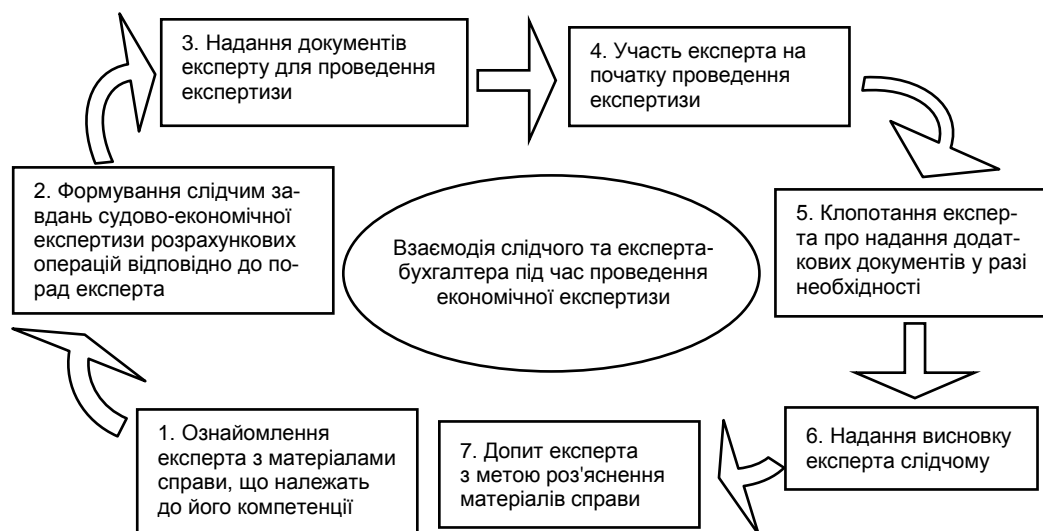 3. Надання документів
експерту для проведення
експертизи
4. Участь експерта на
початку проведення
експертизи
2. Формування слідчим за-
вдань судово-економічної
експертизи розрахункових
операцій відповідно до по-
рад експерта
Взаємодія слідчого та експерта-
бухгалтера під час проведення
економічної експертизи
5. Клопотання експер-
та про надання додат-
кових документів у разі
необхідності
1. Ознайомлення
експерта з матеріалами
справи, що належать
до його компетенції
7. Допит експерта
з метою роз'яснення
матеріалів справи
6. Надання висновку
експерта слідчому